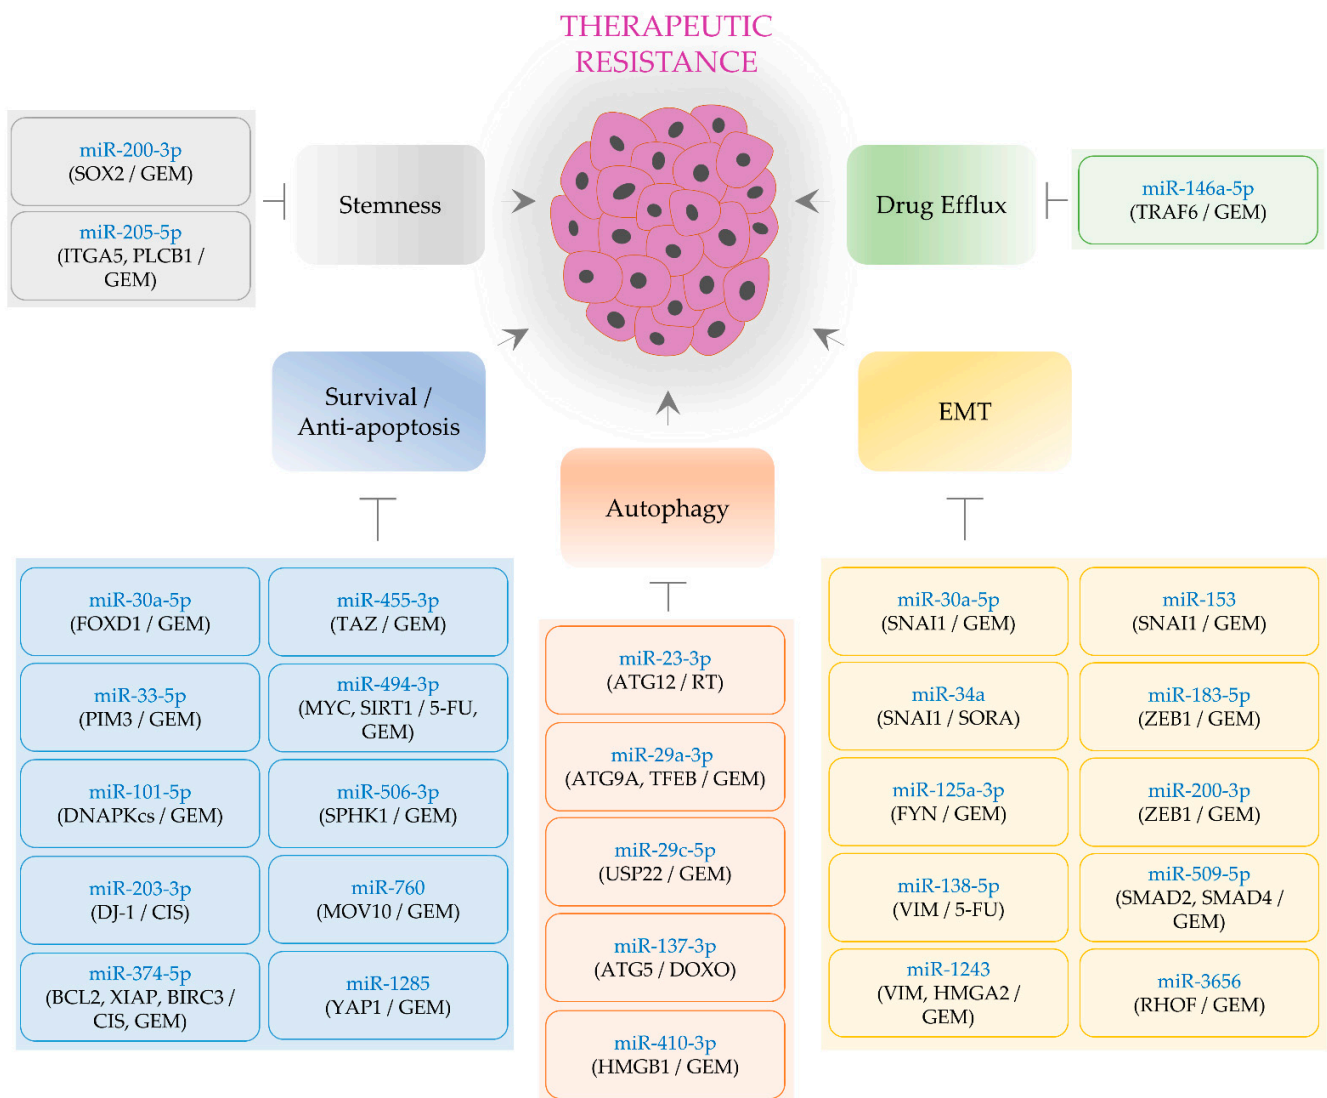 THERAPEUTIC
RESISTANCE
miR-200-3p
(SOX2 / GEM)
miR-205-5p
(ITGA5, PLCB1 /
GEM)
Stemness
Drug Efflux
miR-146a-5p
(TRAF6 / GEM)
Survival /
Anti-apoptosis
EMT
Autophagy
miR-30a-5p
(FOXD1 / GEM)
miR-455-3p
(TAZ / GEM)
miR-33-5p
(PIM3 / GEM)
miR-494-3p
(MYC, SIRT1 / 5-FU,
GEM)
miR-101-5p
(DNAPKcs / GEM)
miR-506-3p
(SPHK1 / GEM)
miR-203-3p
(DJ-1 / CIS)
miR-760
(MOV10 / GEM)
miR-374-5p
(BCL2, XIAP, BIRC3 /
CIS, GEM)
miR-1285
(YAP1 / GEM)
miR-23-3p
(ATG12 / RT)
miR-29a-3p
(ATG9A, TFEB / GEM)
miR-29c-5p
(USP22 / GEM)
miR-137-3p
(ATG5 / DOXO)
miR-410-3p
(HMGB1 / GEM)
miR-30a-5p
(SNAI1 / GEM)
miR-153
(SNAI1 / GEM)
miR-34a
(SNAI1 / SORA)
miR-183-5p
(ZEB1 / GEM)
miR-125a-3p
(FYN / GEM)
miR-200-3p
(ZEB1 / GEM)
miR-138-5p
(VIM / 5-FU)
miR-509-5p
(SMAD2, SMAD4 /
GEM)
miR-1243
(VIM, HMGA2 /
GEM)
miR-3656
(RHOF / GEM)